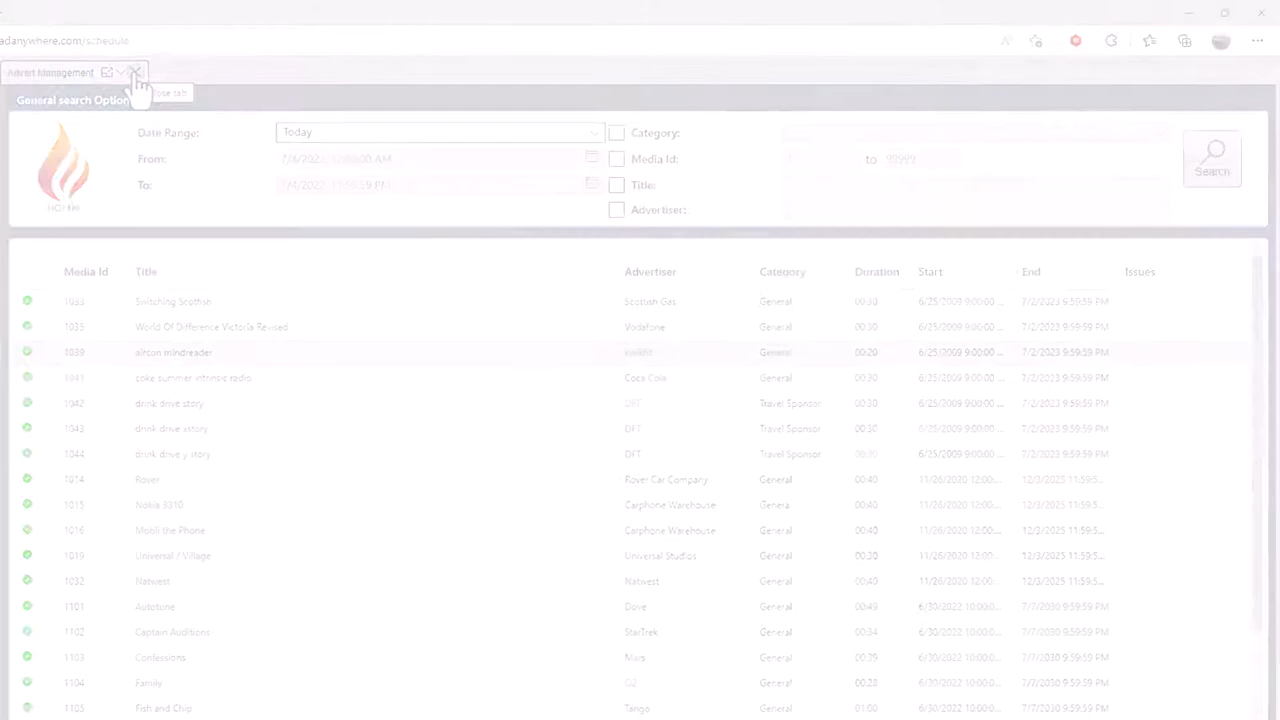 adanywhere.com/schedule
Advert Management
Close tab
General search Option
Date Range: Today Category:
From: 12:00:00 AM Media Id: 1 to 99999
To: 11:59:59 PM Title:
Advertiser:
Search
Media Id Title Advertiser Category Duration Start End Issues
1033 Switching Scottish Scottish Gas General 00:30 6/25/2009 9:00:00 ... 7/2/2023 9:59:59 PM
1035 World Of Difference Victoria Revised Vodafone General 00:30 6/25/2009 9:00:00 ... 7/2/2023 9:59:59 PM
1039 aircon mindreader kwikfit General 00:20 6/25/2009 9:00:00 ... 7/2/2023 9:59:59 PM
1041 coke summer intrinsic radio Coca Cola General 00:30 6/25/2009 9:00:00 ... 7/2/2023 9:59:59 PM
1042 drink drive story DFT Travel Sponsor 00:30 6/25/2009 9:00:00 ... 7/2/2023 9:59:59 PM
1043 drink drive xstory DFT Travel Sponsor 00:30 6/25/2009 9:00:00 ... 7/2/2023 9:59:59 PM
1044 drink drive y story DFT Travel Sponsor 6/25/2009 9:00:00 ... 7/2/2023 9:59:59 PM
1014 Rover Rover Car Company General 00:40 11/26/2020 12:00:... 12/3/2025 11:59:5...
1015 Nokia 3310 Carphone Warehouse General 00:40 11/26/2020 12:00:... 12/3/2025 11:59:5...
1016 Mobli the Phone Carphone Warehouse General 00:40 11/26/2020 12:00:... 12/3/2025 11:59:5...
1019 Universal / Village Universal Studios General 00:30 11/26/2020 12:00:... 12/3/2025 11:59:5...
1032 Natwest Natwest General 00:40 11/26/2020 12:00:... 12/3/2025 11:59:5...
1101 Autotune Dove General 00:49 6/30/2022 10:00:0... 7/7/2030 9:59:59 PM
1102 Captain Auditions StarTrek General 00:34 6/30/2022 10:00:0... 7/7/2030 9:59:59 PM
1103 Confessions Mars General 00:39 6/30/2022 10:00:0... 7/7/2030 9:59:59 PM
1104 Family O2 General 00:28 6/30/2022 10:00:0... 7/7/2030 9:59:59 PM
1105 Fish and Chip Tango General 01:00 6/30/2022 10:00:0... 7/7/2030 9:59:59 PM